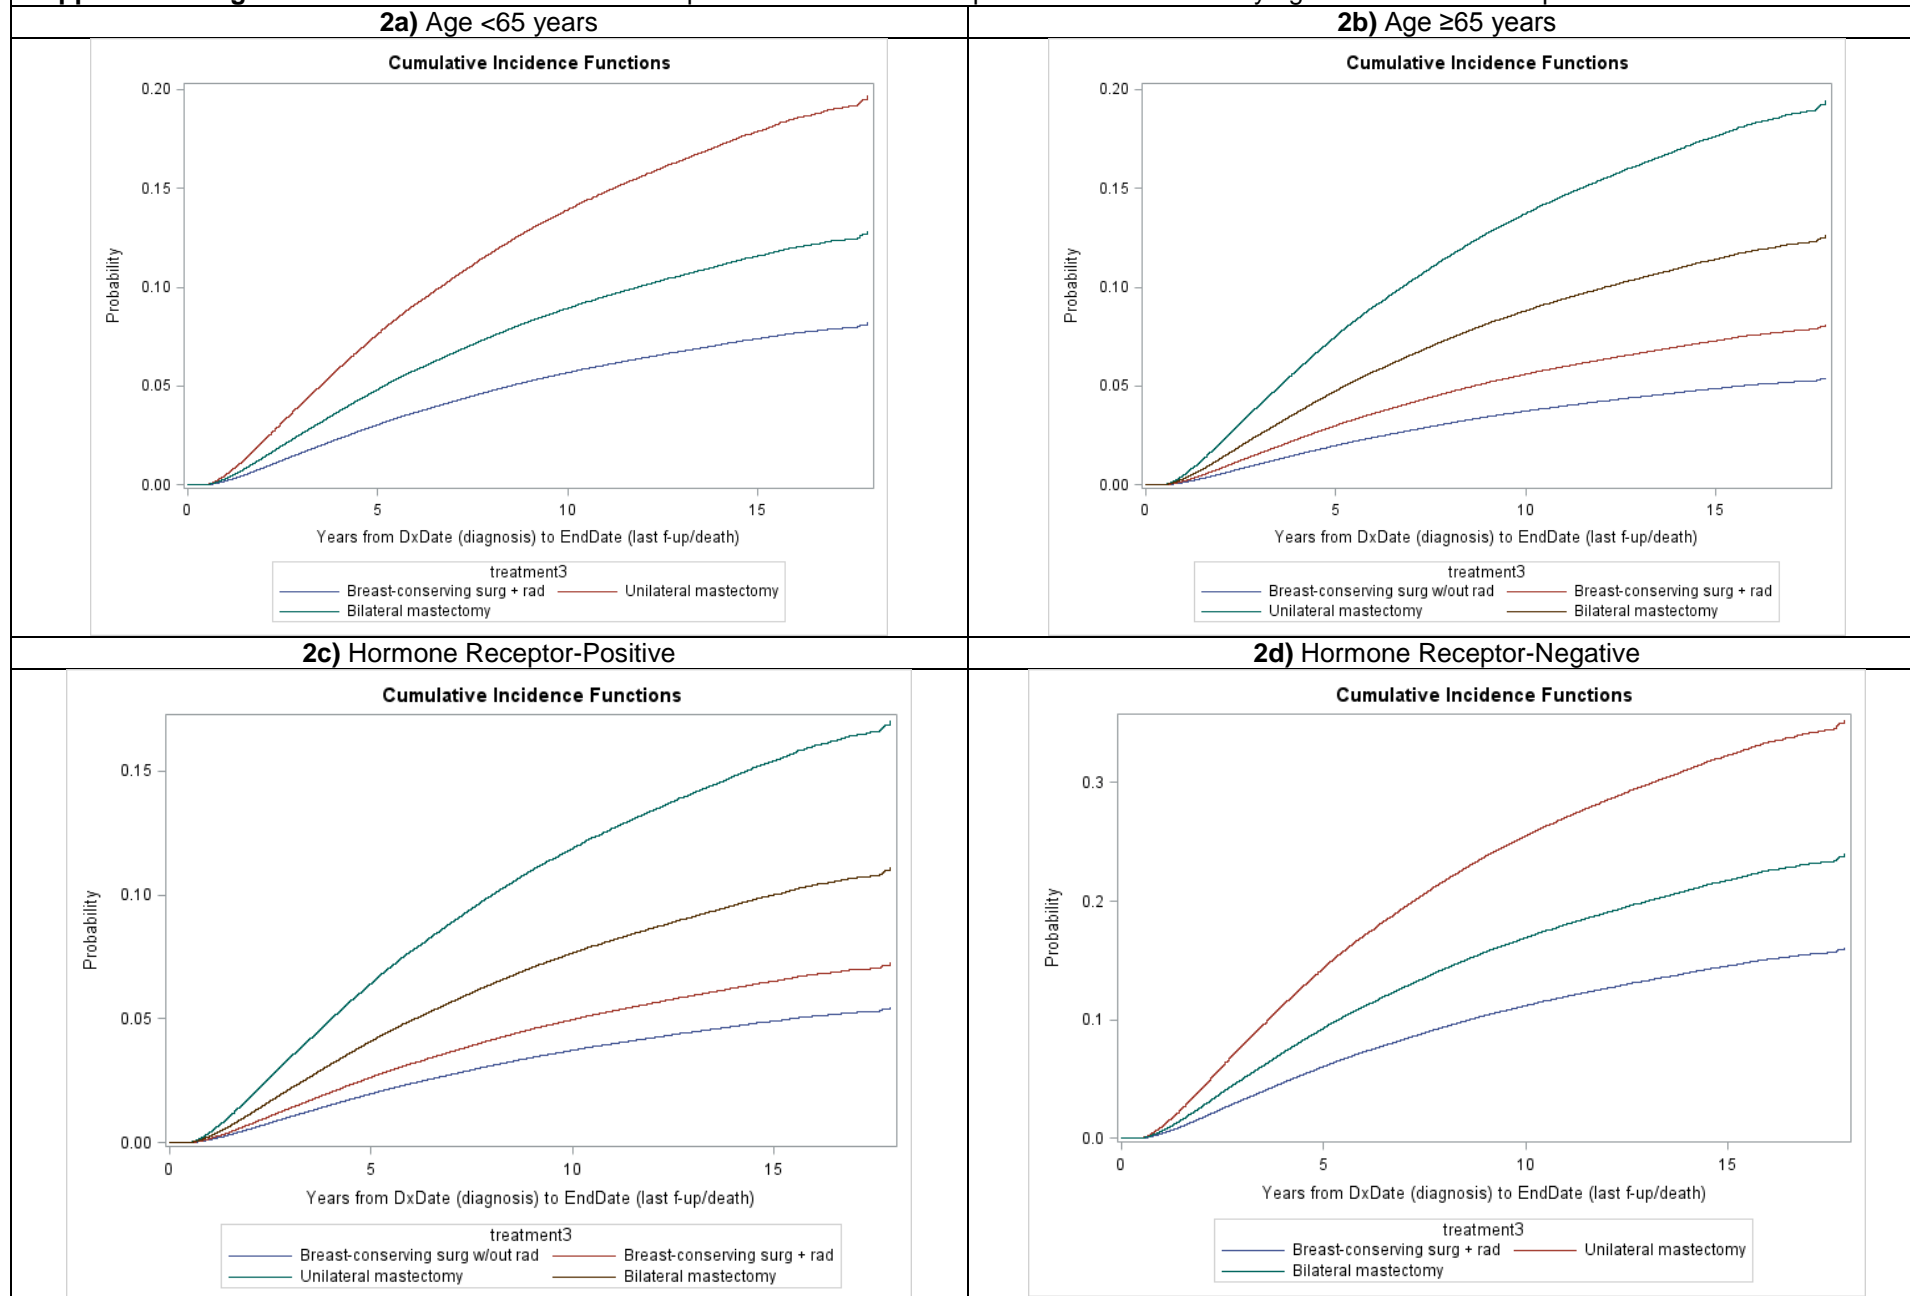 2a) Age <65 years
2b) Age ≥65 years
Cumulative Incidence Functions
0.20
0.15
0.10
0.05
0.00
Probability
0
5
10
15
Years from DxDate (diagnosis) to EndDate (last f-up/death)
treatment3
Breast-conserving surg + rad
Unilateral mastectomy
Bilateral mastectomy
Cumulative Incidence Functions
0.20
0.15
0.10
0.05
0.00
Probability
0
5
10
15
Years from DxDate (diagnosis) to EndDate (last f-up/death)
treatment3
Breast-conserving surg w/out rad
Breast-conserving surg + rad
Unilateral mastectomy
Bilateral mastectomy
2c) Hormone Receptor-Positive
2d) Hormone Receptor-Negative
Cumulative Incidence Functions
0.15
0.10
0.05
0.00
Probability
0
5
10
15
Years from DxDate (diagnosis) to EndDate (last f-up/death)
treatment3
Breast-conserving surg w/out rad
Breast-conserving surg + rad
Unilateral mastectomy
Bilateral mastectomy
Cumulative Incidence Functions
0.3
0.2
0.1
0.0
Probability
0
5
10
15
Years from DxDate (diagnosis) to EndDate (last f-up/death)
treatment3
Breast-conserving surg + rad
Unilateral mastectomy
Bilateral mastectomy